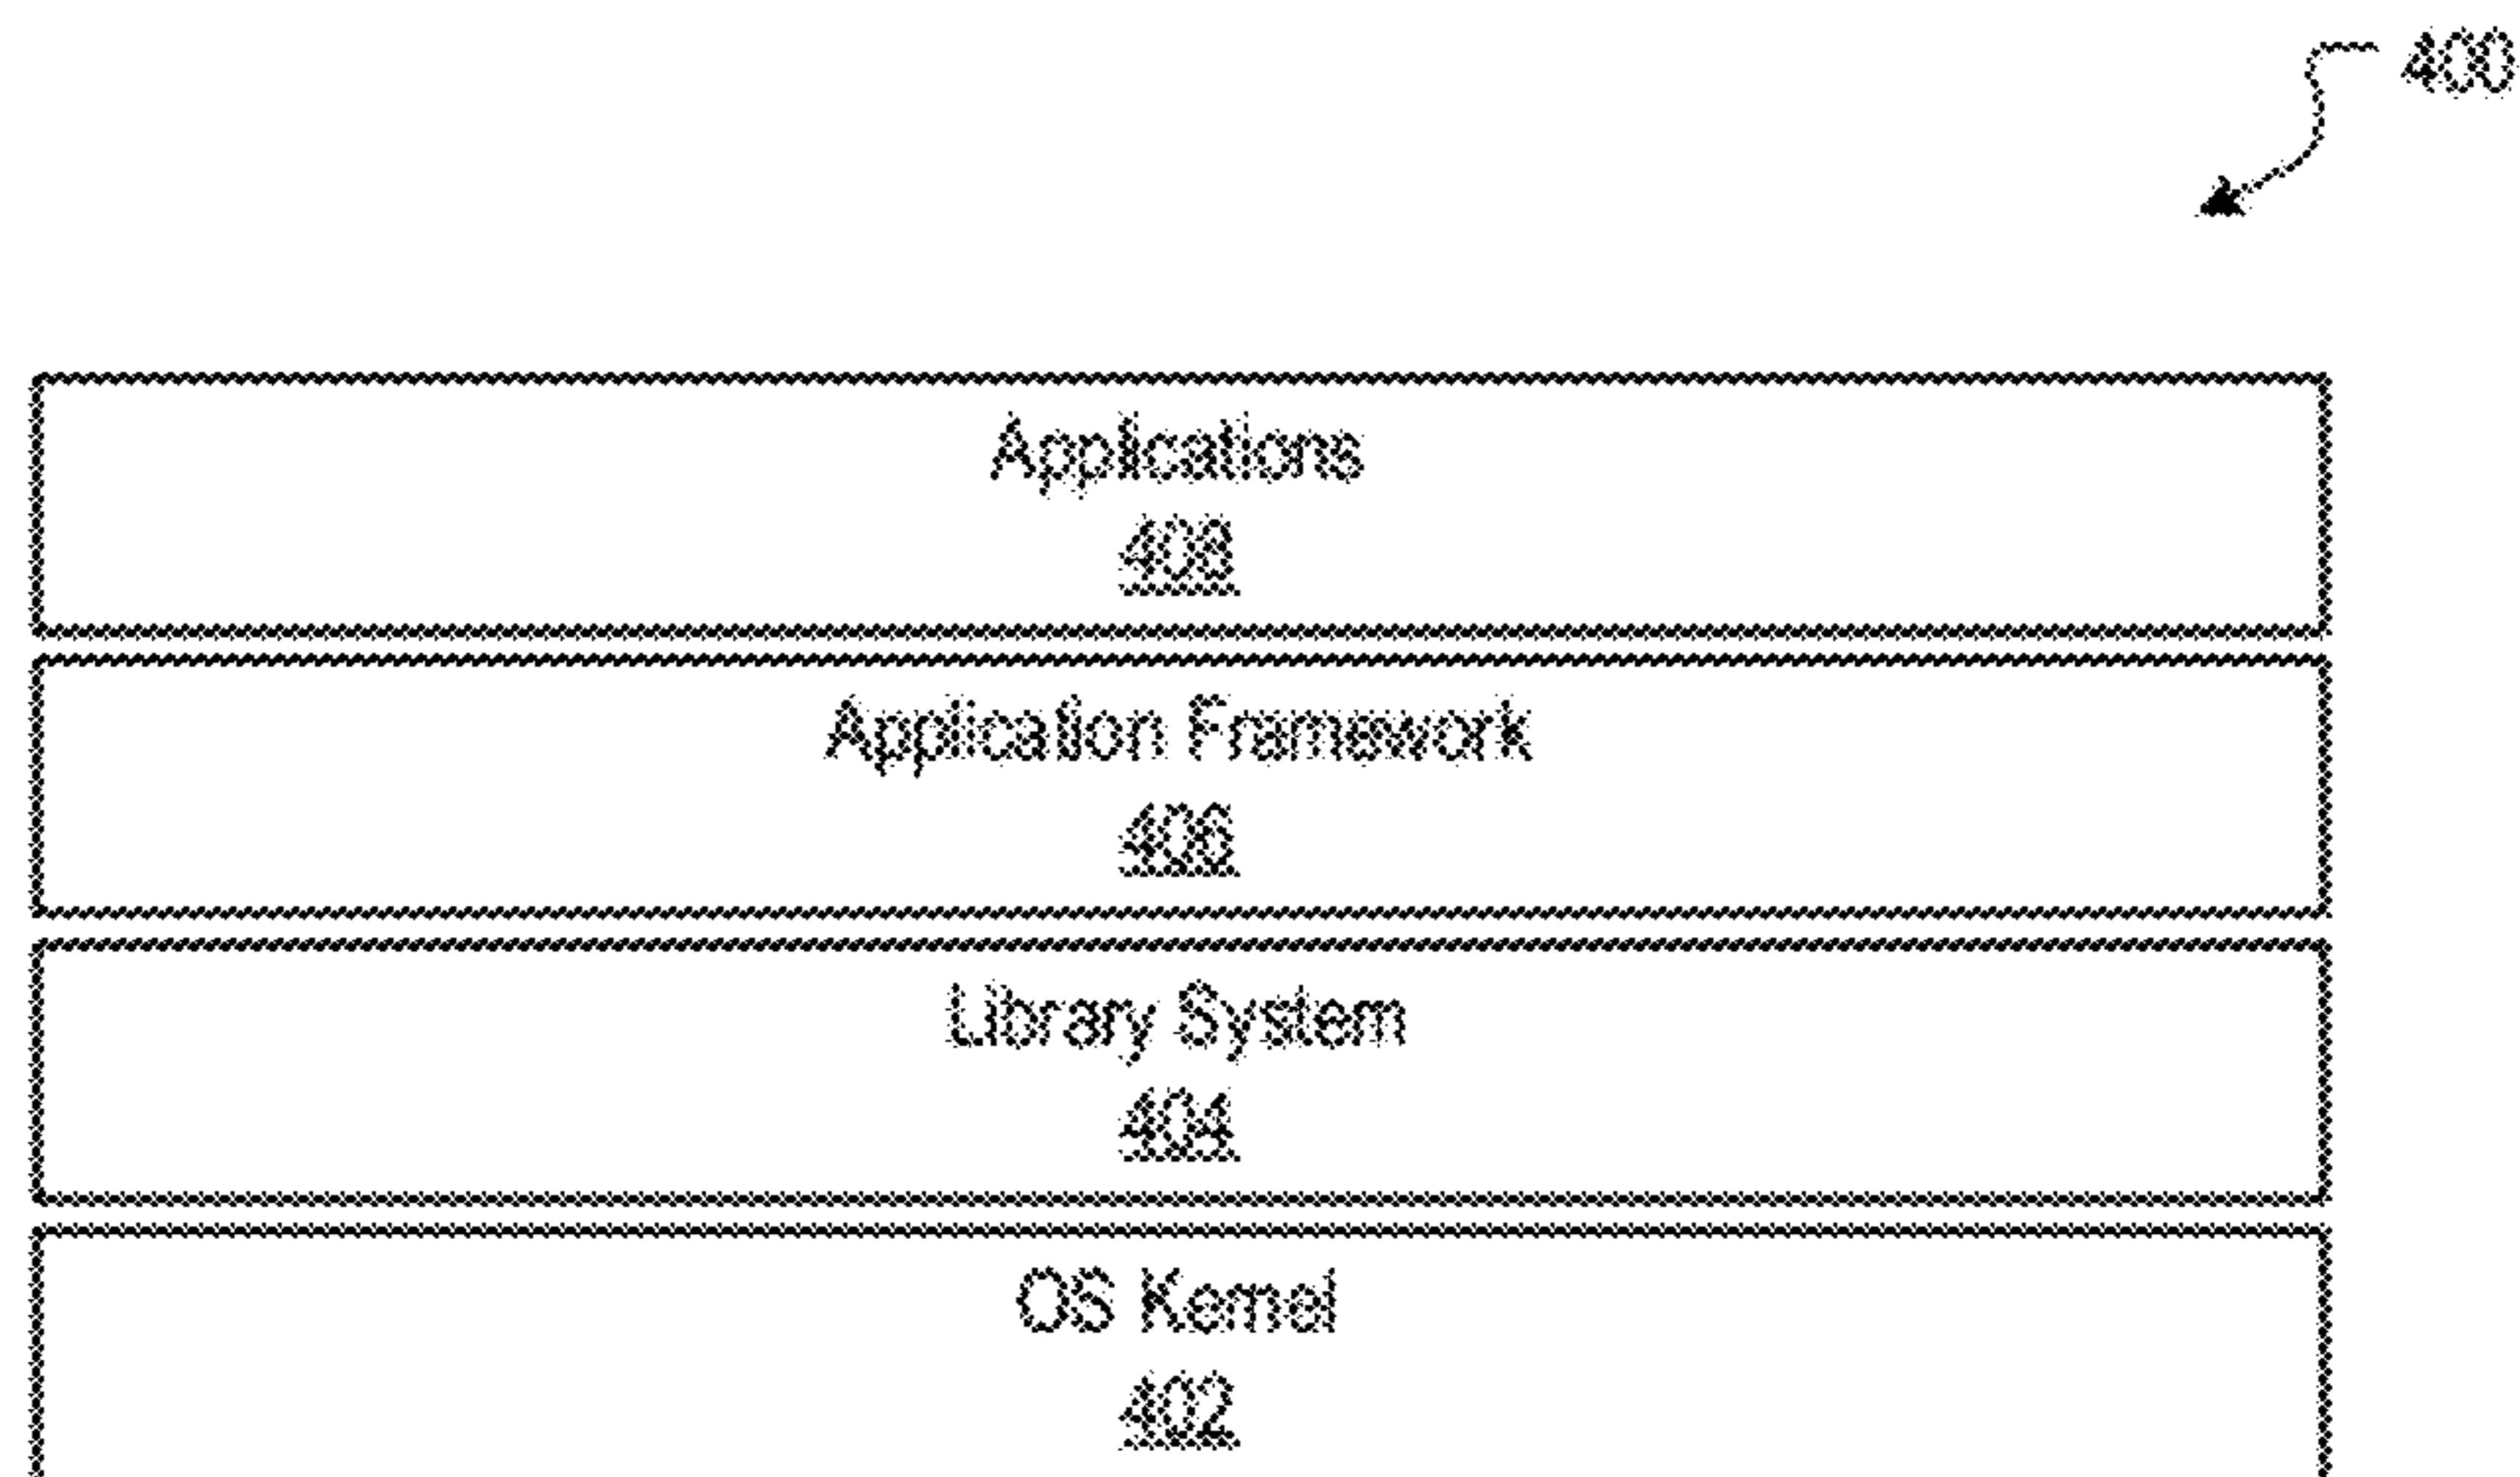 400
Applications
408
Application Framework
406
Library System
404
OS Kernel
402